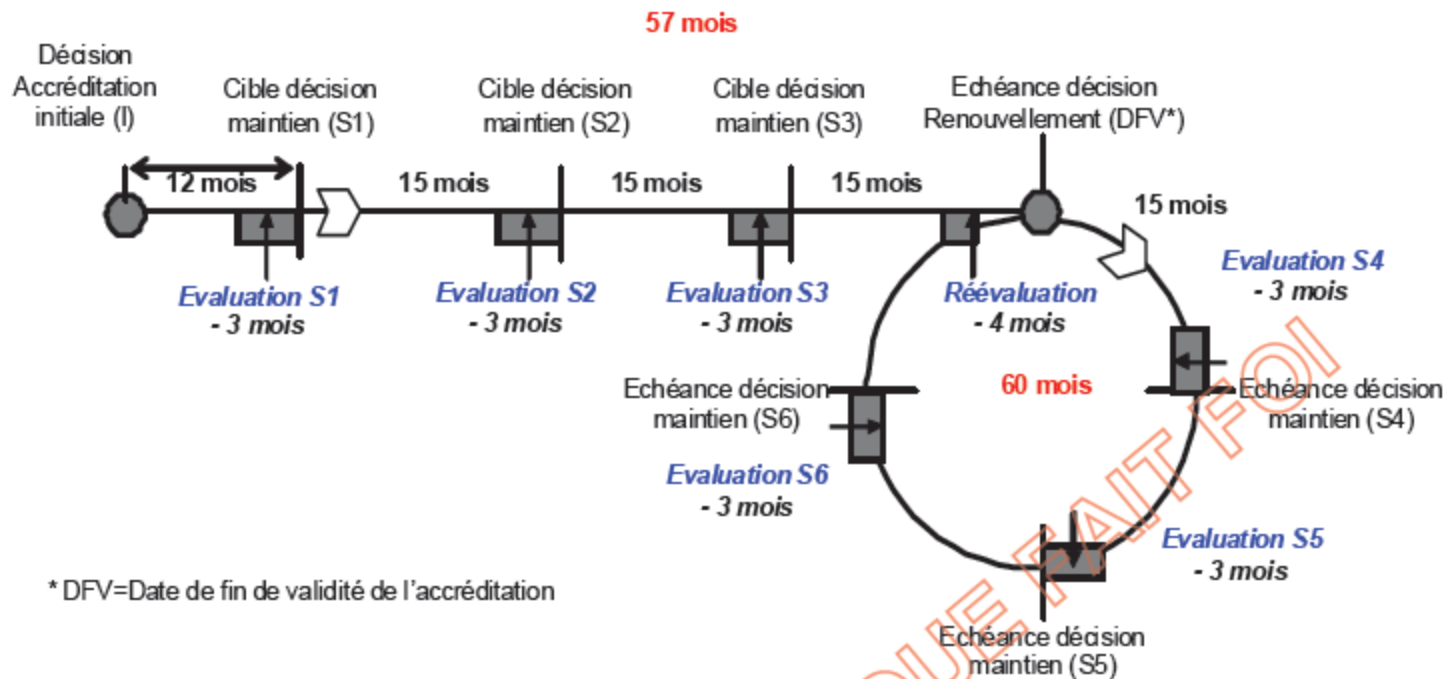 57 mois
Décision
Accréditation
initiale (I)
Cible décision
maintien (S1)
Cible décision
maintien (S2)
Cible décision
maintien (S3)
Echéance décision
Renouvellement (DFV*)
12 mois
15 mois
15 mois
15 mois
15 mois
Evaluation S1
- 3 mois
Evaluation S2
- 3 mois
Evaluation S3
- 3 mois
Réévaluation
- 4 mois
Evaluation S4
- 3 mois
60 mois
Echéance décision
maintien (S6)
Echéance décision
maintien (S4)
Evaluation S6
- 3 mois
Evaluation S5
- 3 mois
* DFV=Date de fin de validité de l'accréditation
Echéance décision
maintien (S5)
QUE FAIT FOI